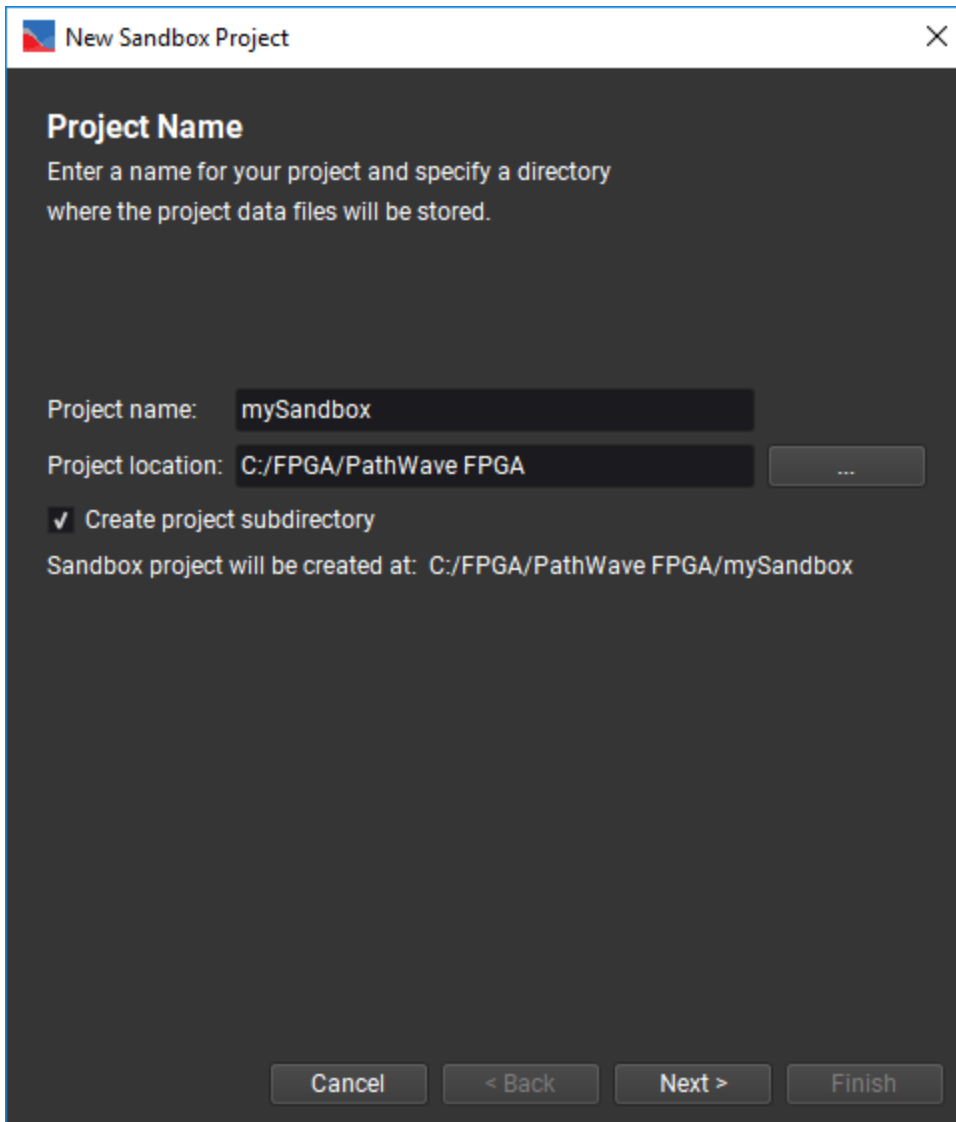 New Sandbox Project
Project Name
Enter a name for your project and specify a directory
where the project data files will be stored.
Project name: mySandbox
Project location: C:/FPGA/PathWave FPGA ...
Create project subdirectory
Sandbox project will be created at: C:/FPGA/PathWave FPGA/mySandbox
Cancel < Back Next > Finish